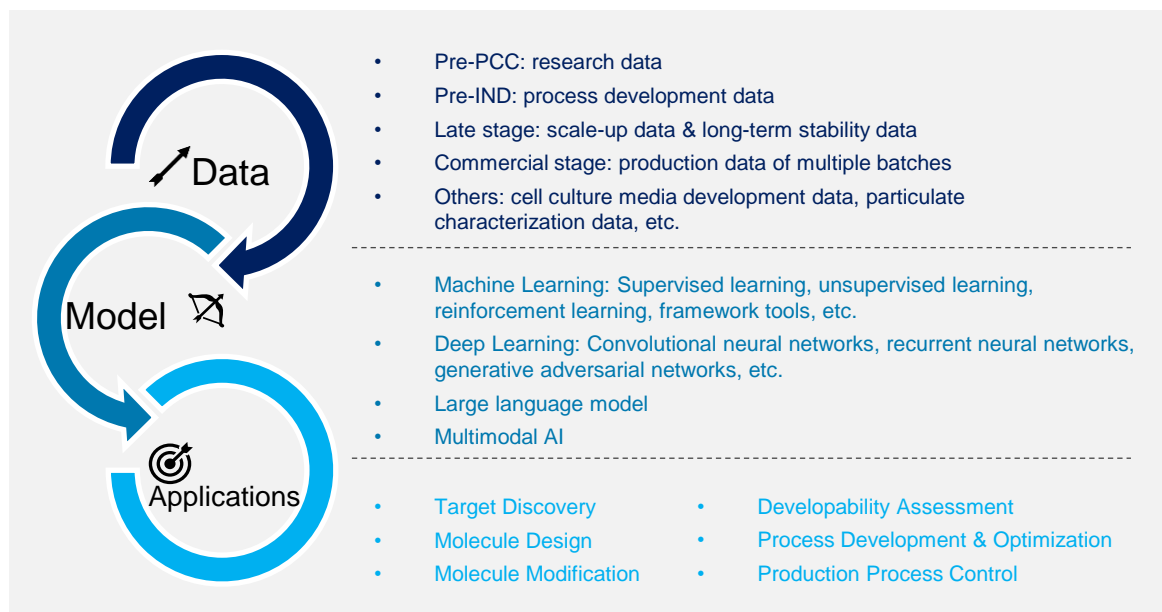 Data
• Pre-PCC: research data
• Pre-IND: process development data
• Late stage: scale-up data & long-term stability data
• Commercial stage: production data of multiple batches
• Others: cell culture media development data, particulate
characterization data, etc.
Model
• Machine Learning: Supervised learning, unsupervised learning,
reinforcement learning, framework tools, etc.
• Deep Learning: Convolutional neural networks, recurrent neural networks,
generative adversarial networks, etc.
• Large language model
• Multimodal AI
Applications
• Target Discovery
• Molecule Design
• Molecule Modification
• Developability Assessment
• Process Development & Optimization
• Production Process Control